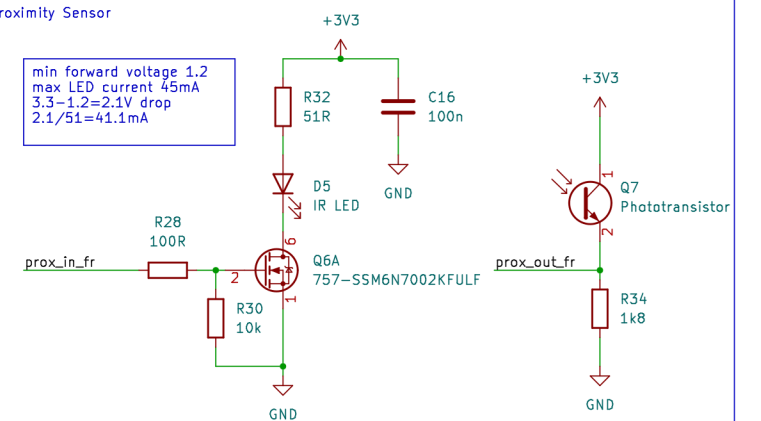 roximity Sensor
+3V3
min forward voltage 1.2
max LED current 45mA
3.3-1.2=2.1V drop
2.1/51=41.1mA
R32
51R
C16
100n
GND
+3V3
D5
IR LED
1
Q7
Phototransistor
2
R28
100R
prox_in_fr
6
Q6A
757-SSM6N7002KFULF
2
1
prox_out_fr
R30
10k
R34
1k8
GND
GND